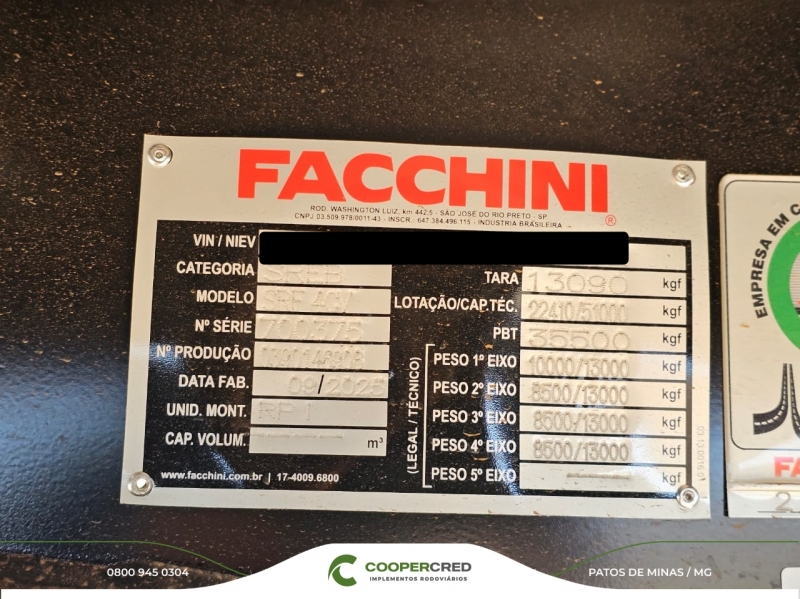 FACCHINI
®
ROD. WASHINGTON LUIZ, km 442,5 - SÃO JOSÉ DO RIO PRETO - SP
CNPJ 03.509.978/0011-43 - INSCR.: 647.384.496.115 - INDÚSTRIA BRASILEIRA
VIN / NIEV
CATEGORIA SREB
MODELO
Nº SÉRIE 700375
Nº PRODUÇÃO
DATA FAB. 09/2025
UNID. MONT.
CAP. VOLUM. m³
www.facchini.com.br | 17-4009.6800
TARA 13090 kgf
LOTAÇÃO/CAP.TÉC. 22410/51000 kgf
PBT 35500 kgf
(LEGAL / TÉCNICO)
PESO 1º EIXO 10000/13000 kgf
PESO 2º EIXO 8500/13000 kgf
PESO 3º EIXO 8500/13000 kgf
PESO 4º EIXO 8500/13000 kgf
PESO 5º EIXO kgf
EMPRESA EM C
FA
2
0800 945 0304
COOPERCRED
IMPLEMENTOS RODOVIÁRIOS
PATOS DE MINAS / MG